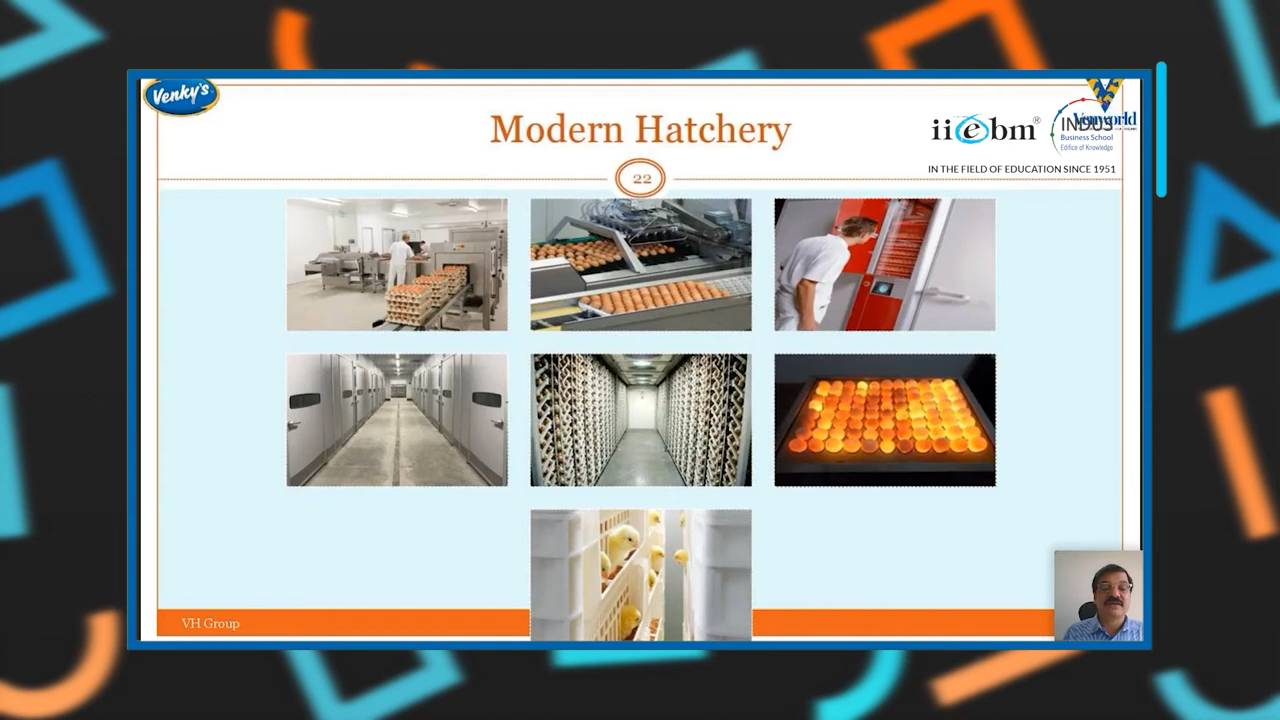 Venky's
Modern Hatchery
iiebm®
INDUS
Business School
Edifice of Knowledge
IN THE FIELD OF EDUCATION SINCE 1951
22
VH Group